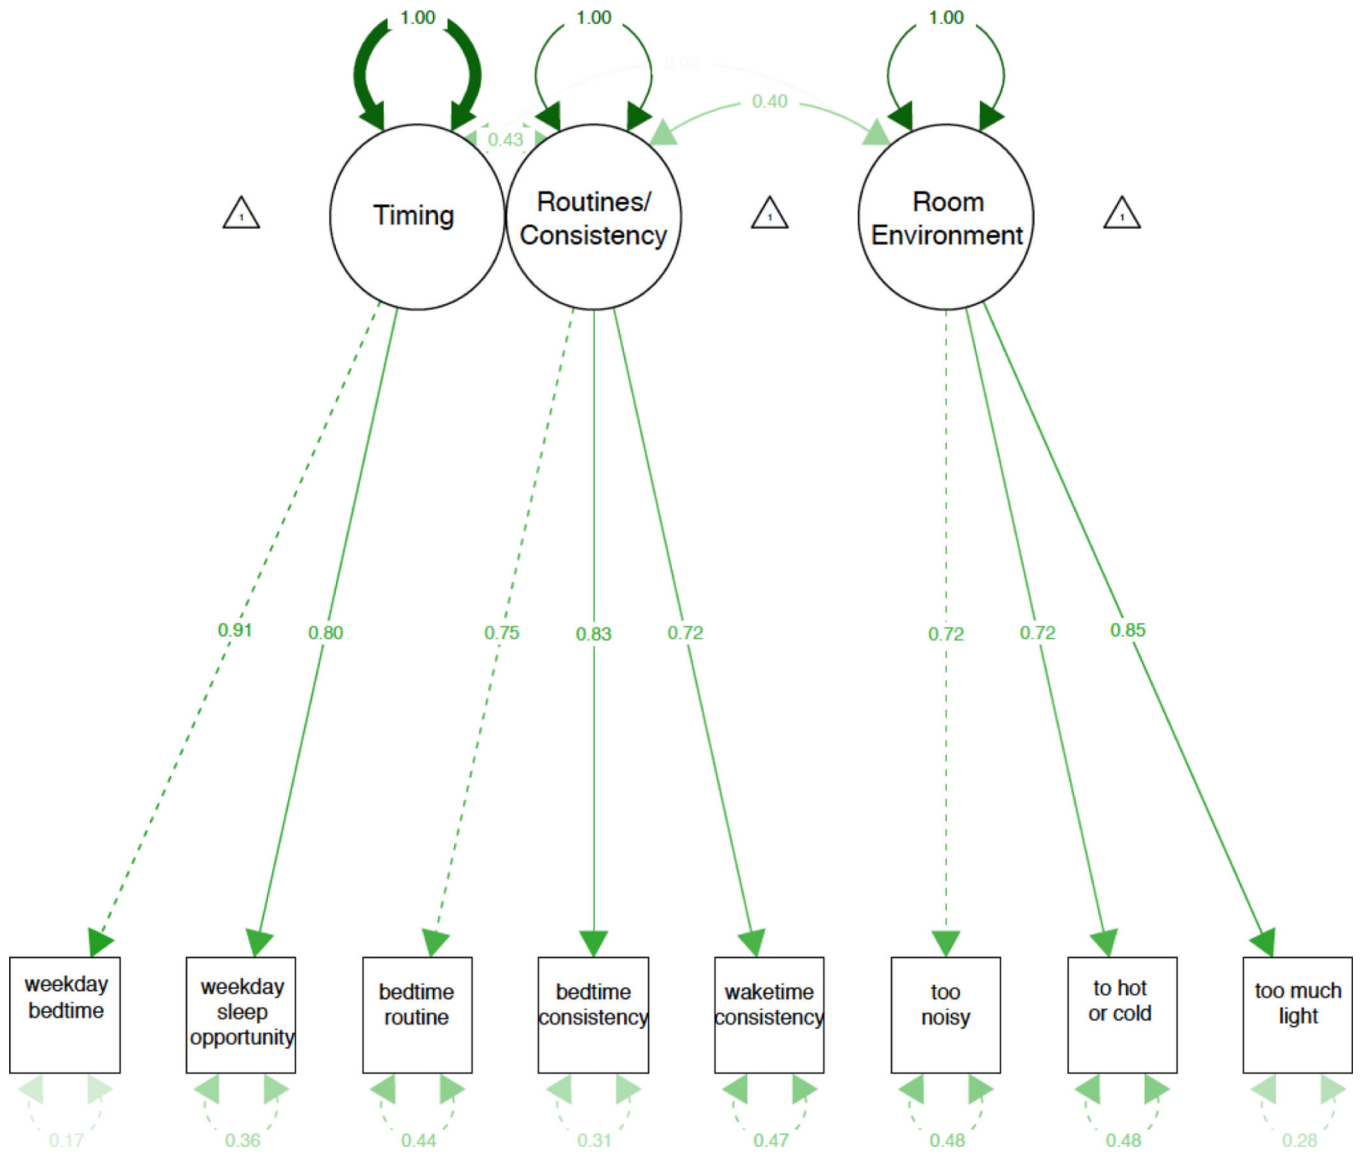 1.00 1.00 1.00
0.02
0.40
0.43
Timing
Routines/
Consistency
Room
Environment
1 1 1
0.91 0.80 0.75 0.83 0.72 0.72 0.72 0.85
weekday
bedtime
weekday
sleep
opportunity
bedtime
routine
bedtime
consistency
waketime
consistency
too
noisy
to hot
or cold
too much
light
0.17 0.36 0.44 0.31 0.47 0.48 0.48 0.28